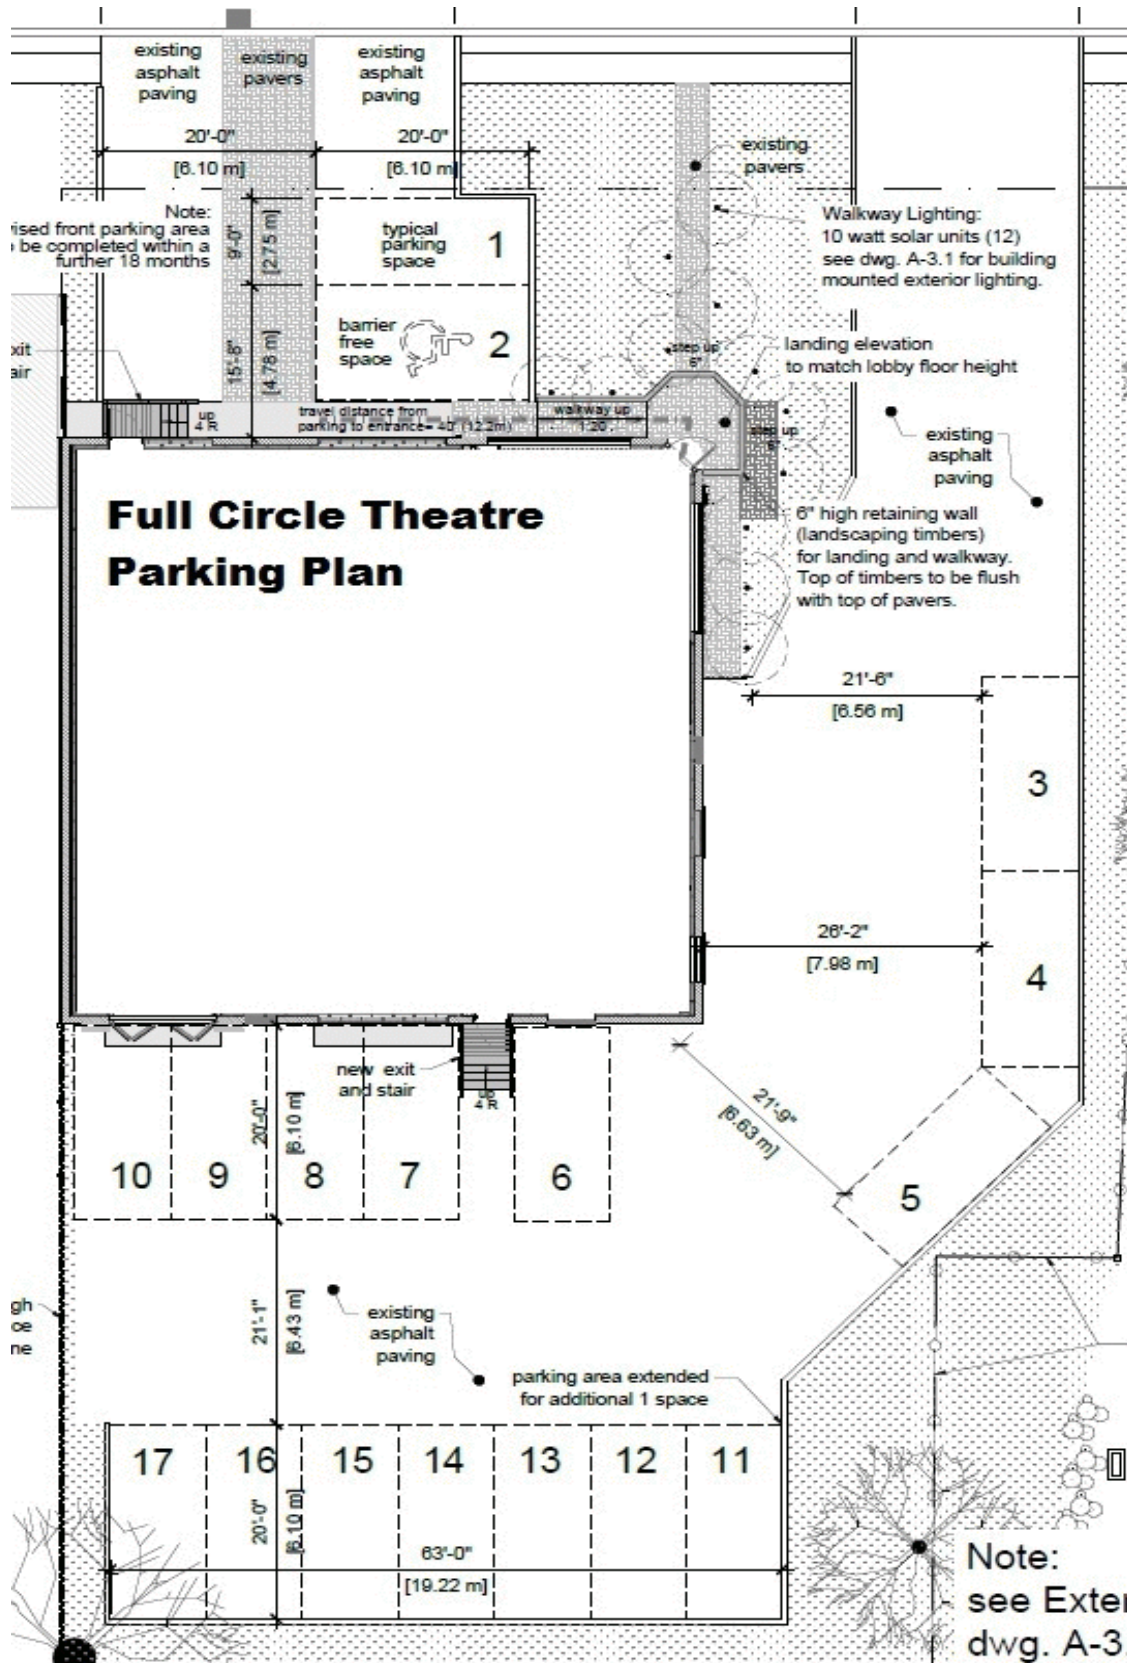 existing
asphalt
paving
existing
pavers
existing
asphalt
paving
20'-0"
[6.10 m]
20'-0"
[6.10 m]
existing
pavers
Note:
vised front parking area
be completed within a
further 18 months
9'-0"
[2.75 m]
typical
parking
space
1
Walkway Lighting:
10 watt solar units (12)
see dwg. A-3.1 for building
mounted exterior lighting.
15'-8"
[4.78 m]
barrier
free
space
2
xit
air
step up
6"
landing elevation
to match lobby floor height
up
4 R
travel distance from
parking to entrance= 40' (12.2m)
walkway up
1:20
step up
6"
existing
asphalt
paving
Full Circle Theatre
Parking Plan
6" high retaining wall
(landscaping timbers)
for landing and walkway.
Top of timbers to be flush
with top of pavers.
21'-6"
[6.56 m]
3
26'-2"
[7.98 m]
4
new exit
and stair
up
4 R
21'-9"
[6.63 m]
20'-0"
[6.10 m]
10
9
8
7
6
5
gh
ce
ne
21'-1"
[6.43 m]
existing
asphalt
paving
parking area extended
for additional 1 space
17
16
15
14
13
12
11
20'-0"
[6.10 m]
63'-0"
[19.22 m]
Note:
see Exter
dwg. A-3.